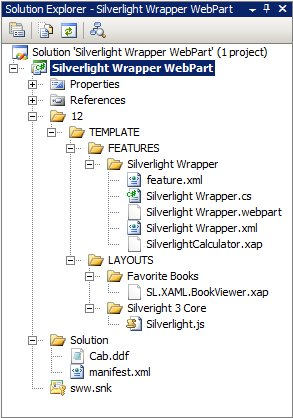 Solution Explorer - Silverlight Wrapper WebPart
Solution 'Silverlight Wrapper WebPart' (1 project)
Silverlight Wrapper WebPart
Properties
References
12
TEMPLATE
FEATURES
Silverlight Wrapper
feature.xml
Silverlight Wrapper.cs
Silverlight Wrapper.webpart
Silverlight Wrapper.xml
SilverlightCalculator.xap
LAYOUTS
Favorite Books
SL.XAML.BookViewer.xap
Silveright 3 Core
Silverlight.js
Solution
Cab.ddf
manifest.xml
sww.snk